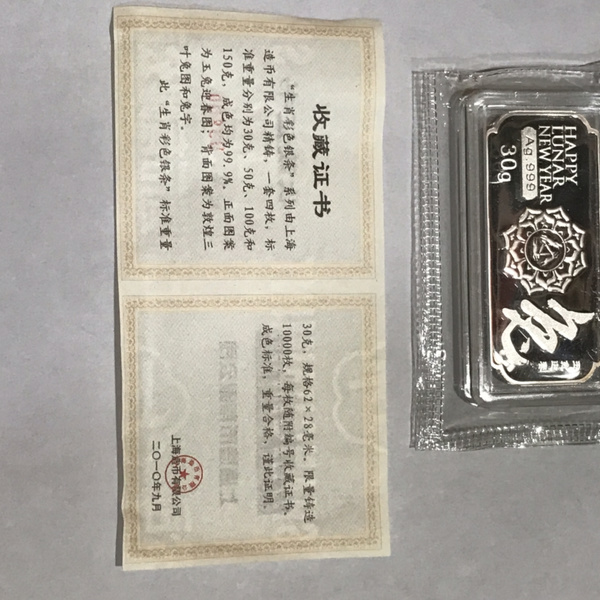 收藏证书
“生肖彩色银条”系列由上海
造币有限公司精铸，一套四枚，标
准重量分别为30克、50克、100克和
150克，成色均为99.9%，正面图案
为玉兔迎春图；背面图案为敦煌三
叶兔图和兔字。
此“生肖彩色银条”标准重量
30克，规格62×28毫米。限量铸造
10000枚，每枚随附编号收藏证书。
成色标准，重量合格，谨此证明。
上海造币有限公司
二〇一〇年九月
HAPPY
LUNAR
NEW YEAR
Ag.999
30g
兔